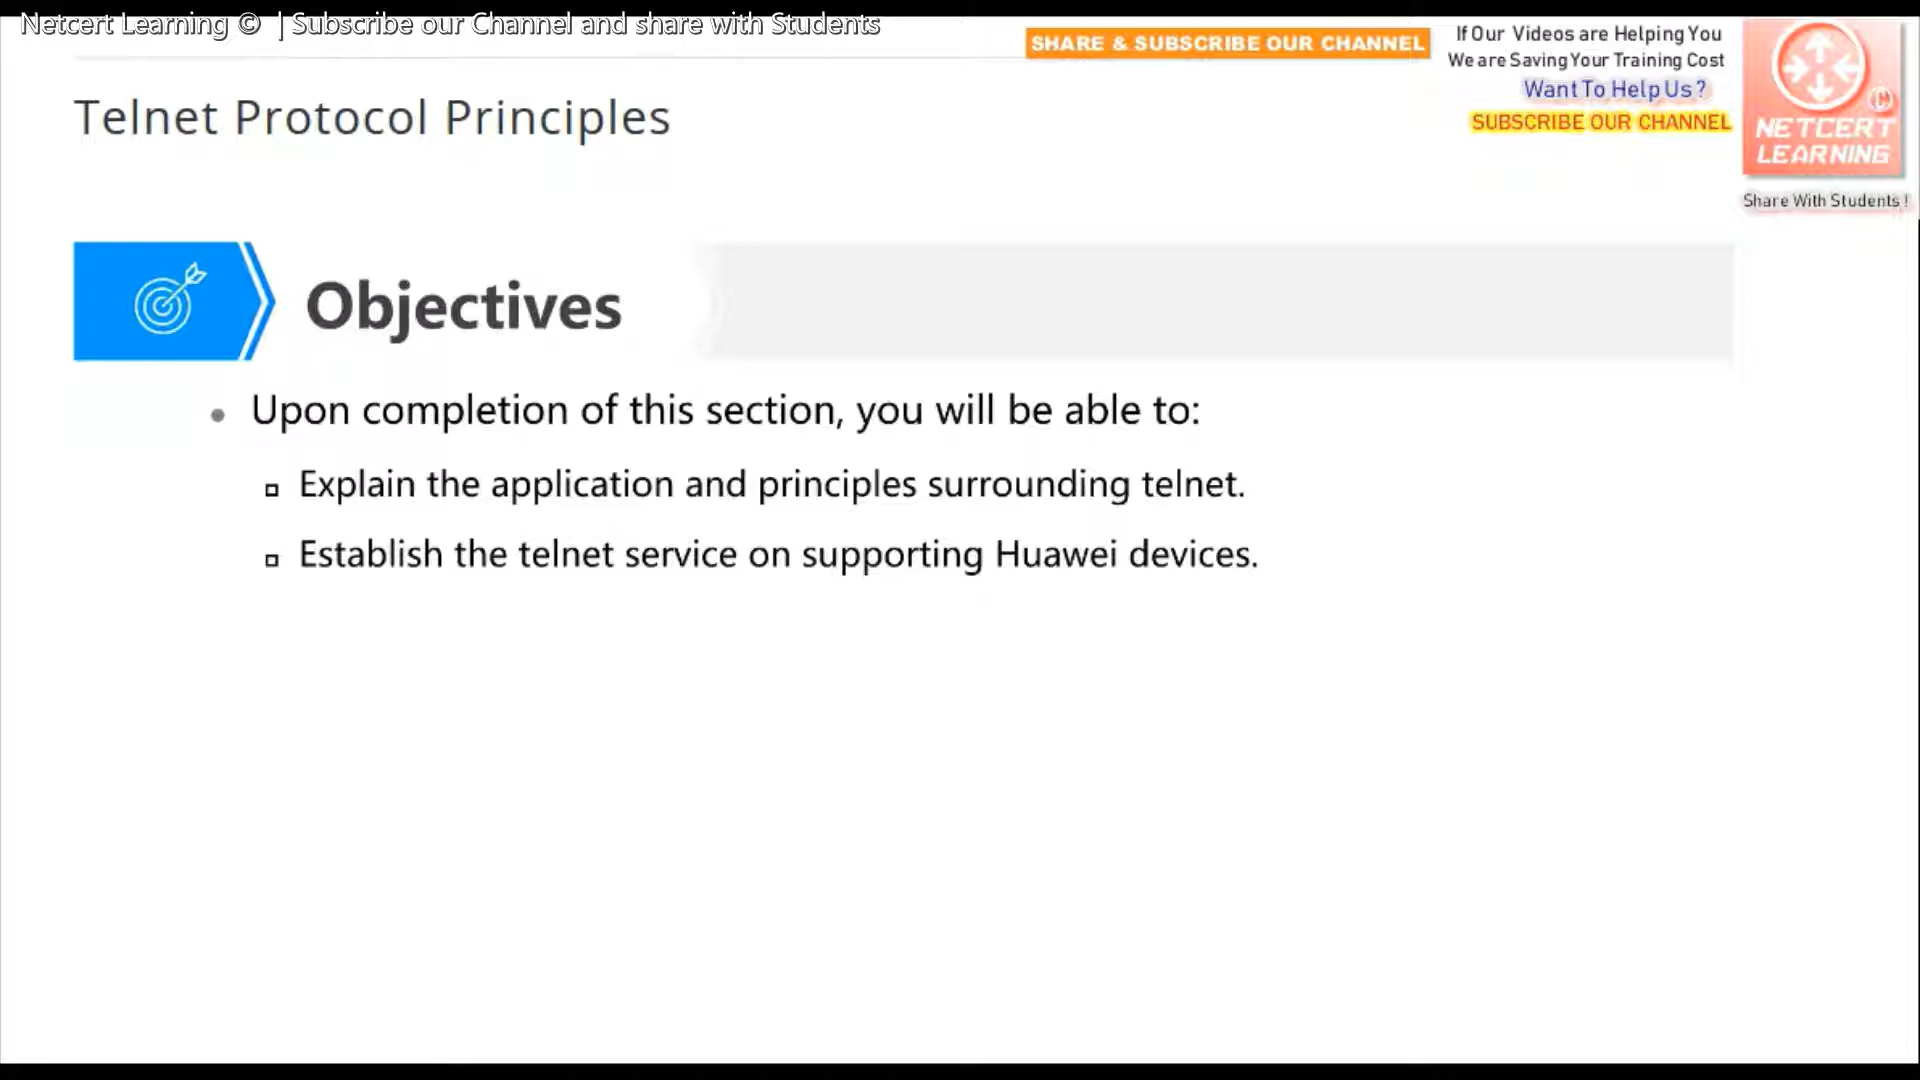 Netcert Learning © | Subscribe our Channel and share with Students
SHARE & SUBSCRIBE OUR CHANNEL
If Our Videos are Helping You
We are Saving Your Training Cost
Want To Help Us ?
SUBSCRIBE OUR CHANNEL
NETCERT
LEARNING
Share With Students !
Telnet Protocol Principles
Objectives
Upon completion of this section, you will be able to:
Explain the application and principles surrounding telnet.
Establish the telnet service on supporting Huawei devices.